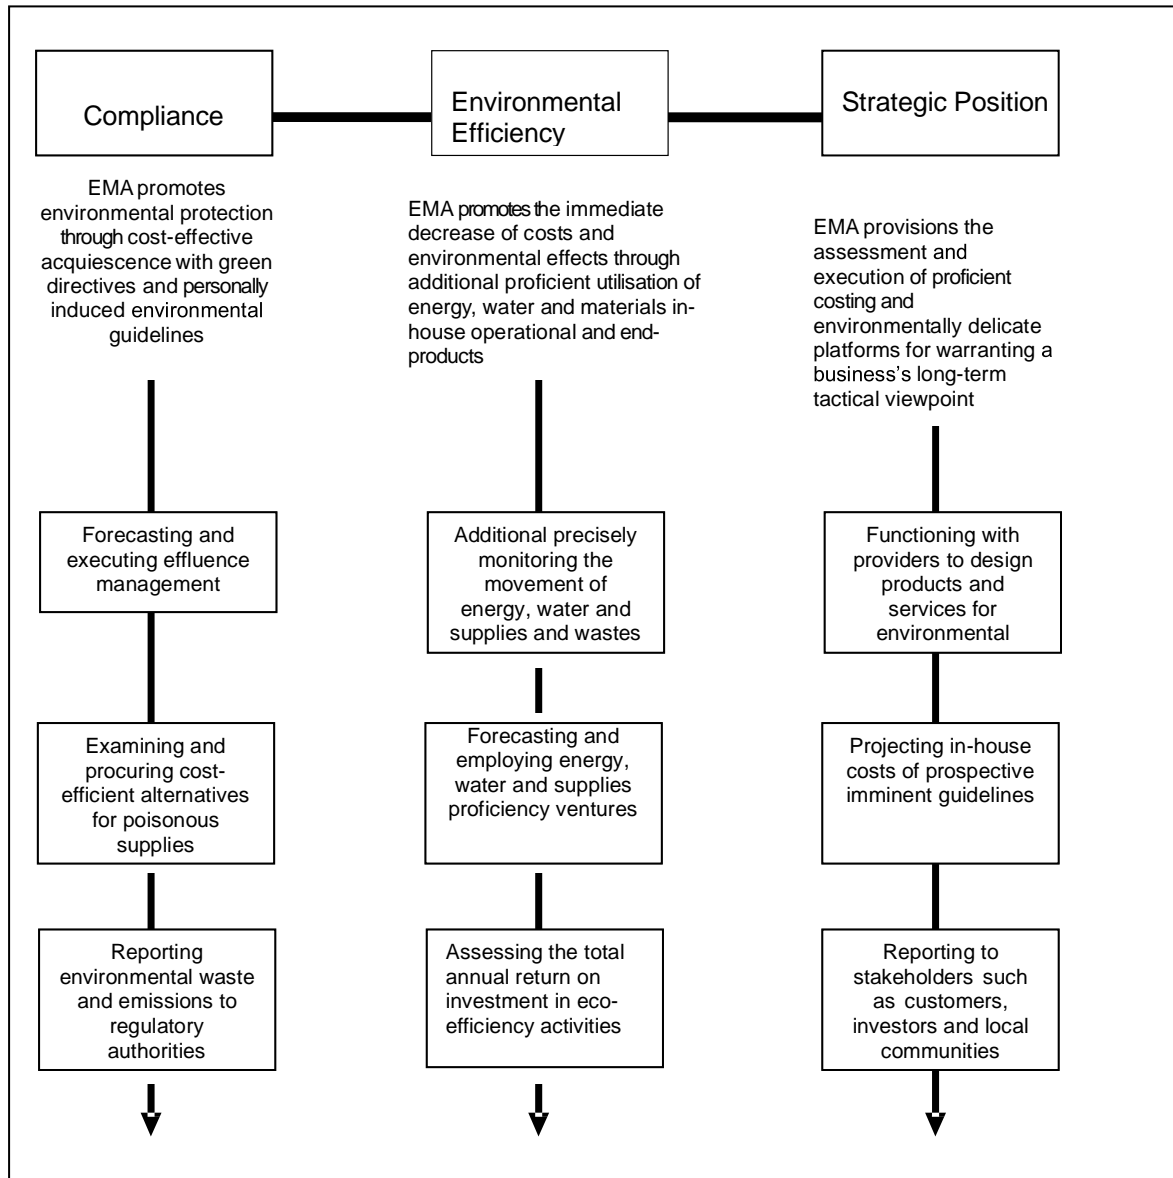 Compliance
Environmental
Efficiency
Strategic Position
EMA promotes
environmental protection
through cost-effective
acquiescence with green
directives and personally
induced environmental
guidelines
EMA promotes the immediate
decrease of costs and
environmental effects through
additional proficient utilisation of
energy, water and materials in-
house operational and end-
products
EMA provisions the
assessment and
execution of proficient
costing and
environmentally delicate
platforms for warranting a
business’s long-term
tactical viewpoint
Forecasting and
executing effluence
management
Additional precisely
monitoring the
movement of
energy, water and
supplies and wastes
Functioning with
providers to design
products and
services for
environmental
Examining and
procuring cost-
efficient alternatives
for poisonous
supplies
Forecasting and
employing energy,
water and supplies
proficiency ventures
Projecting in-house
costs of prospective
imminent guidelines
Reporting
environmental waste
and emissions to
regulatory
authorities
Assessing the total
annual return on
investment in eco-
efficiency activities
Reporting to
stakeholders such
as customers,
investors and local
communities